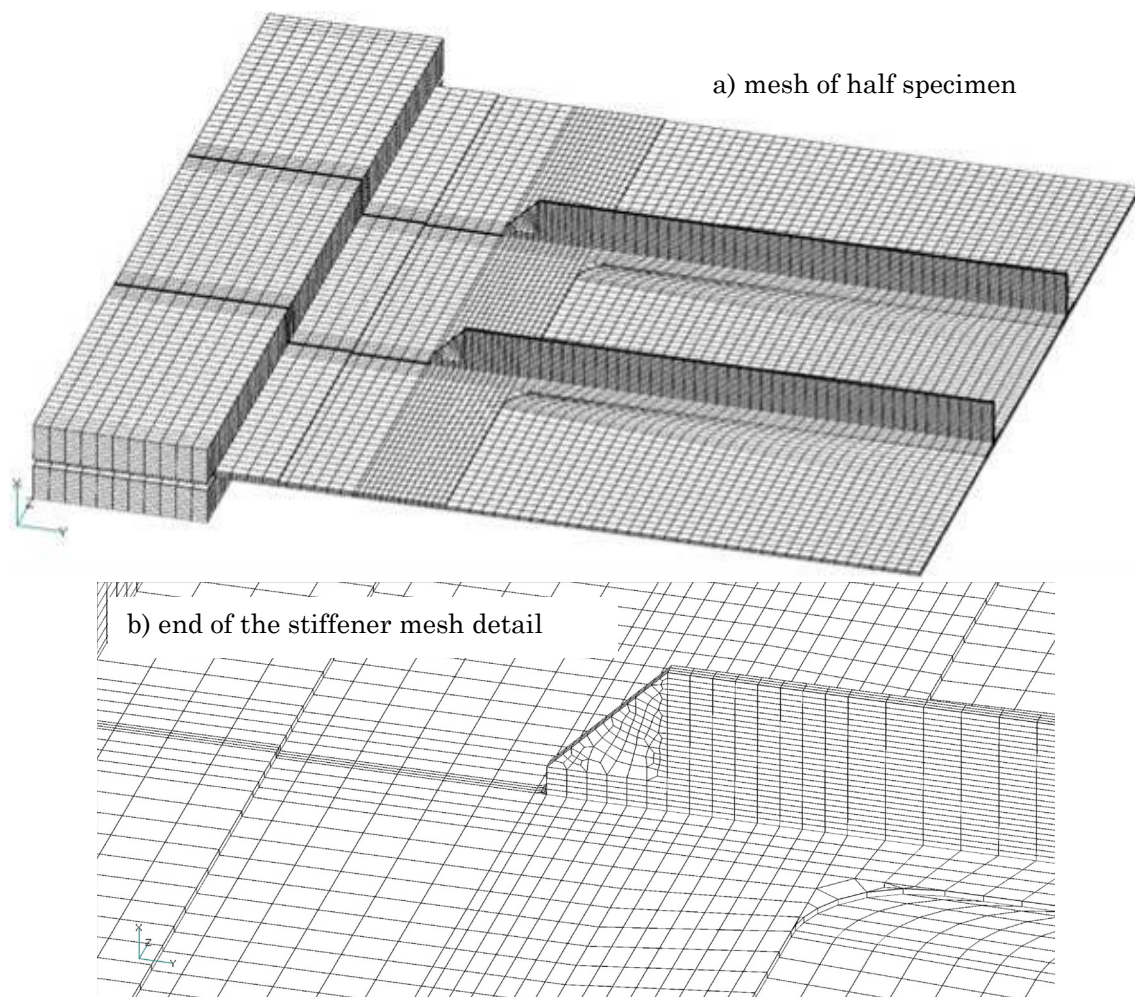 a) mesh of half specimen
X
Z
Y
b) end of the stiffener mesh detail
X
Z
Y